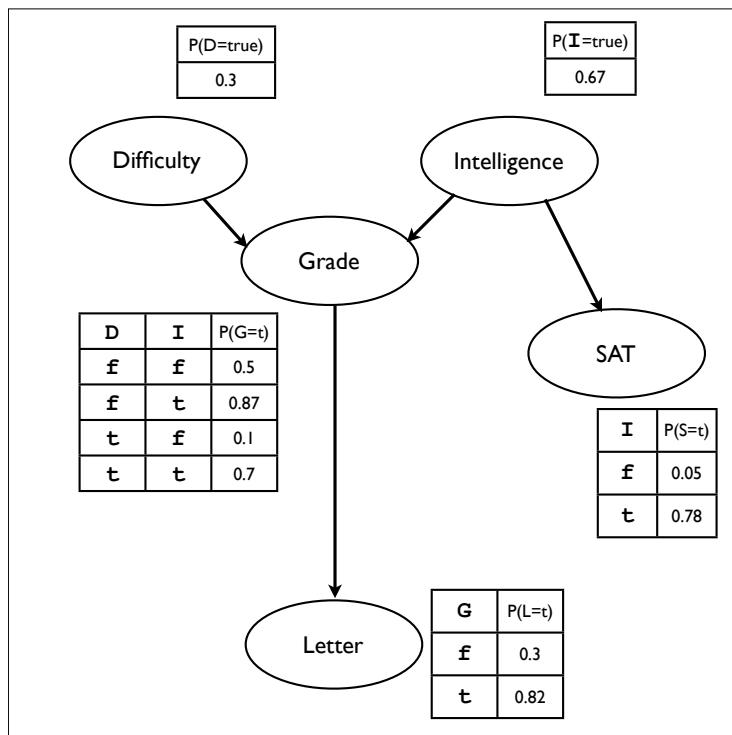 P(D=true)
0.3
P(I=true)
0.67
Difficulty
Intelligence
Grade
D I P(G=t)
f f 0.5
f t 0.87
t f 0.1
t t 0.7
SAT
I P(S=t)
f 0.05
t 0.78
Letter
G P(L=t)
f 0.3
t 0.82